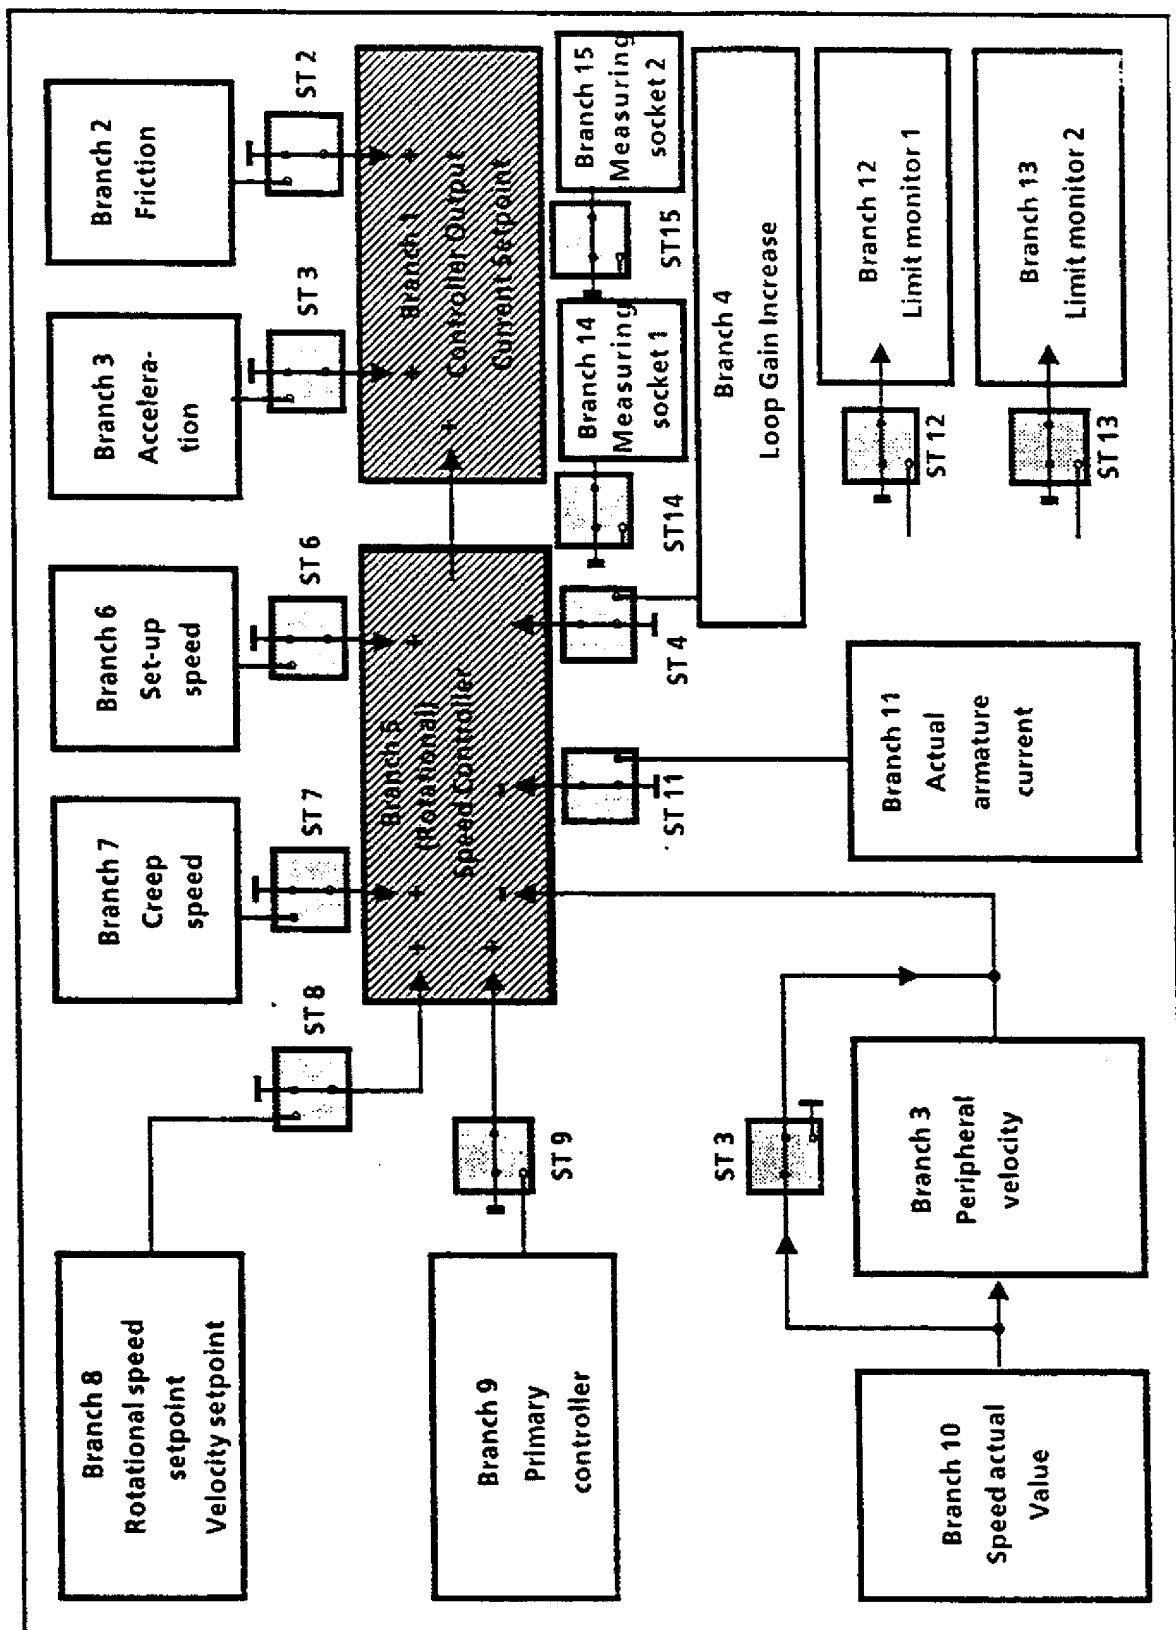 Branch 8
Rotational speed
setpoint
Velocity setpoint
ST 8
Branch 7
Creep
speed
ST 7
Branch 6
Set-up
speed
ST 6
Branch 3
Accelera-
tion
ST 3
Branch 2
Friction
ST 2
Branch 9
Primary
controller
ST 9
+
+
+
+
-
-
Branch 5
(Rotational)
Speed Controller
+
+
+
Branch 1
Controller Output
Current Setpoint
ST 11
ST 4
ST14
Branch 14
Measuring
socket 1
ST15
Branch 15
Measuring
socket 2
Branch 4
Loop Gain Increase
Branch 10
Speed actual
Value
ST 3
Branch 3
Peripheral
velocity
Branch 11
Actual
armature
current
ST 12
Branch 12
Limit monitor 1
ST 13
Branch 13
Limit monitor 2